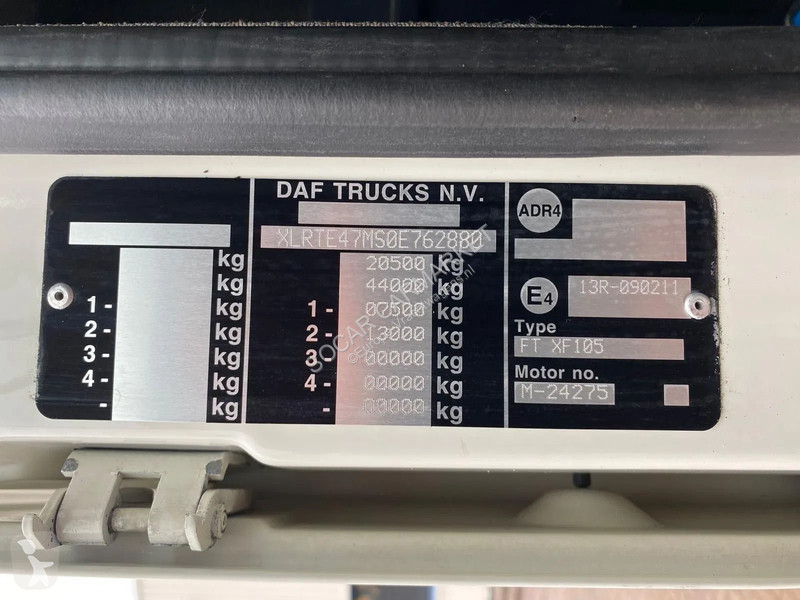 DAF TRUCKS N.V.
XLRTE47MS0E762880
kg
kg
1- kg
2- kg
3- kg
4- kg
- kg
20500 kg
44000 kg
1- 07500 kg
2- 13000 kg
3- 00000 kg
4- 00000 kg
- 00000 kg
ADR4
E4 13R-090211
Type
FT XF105
Motor no.
M-24275